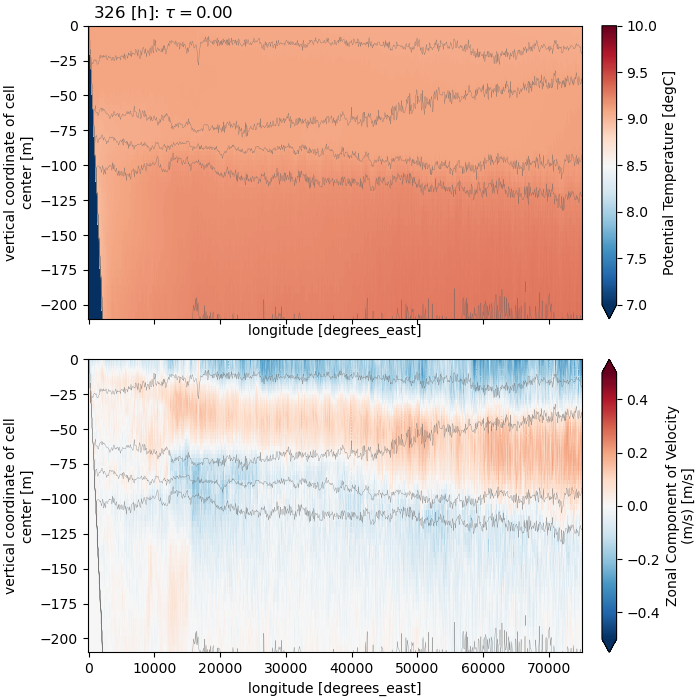 326 [h]: τ = 0.00
0
−25
−50
−75
−100
−125
−150
−175
−200
vertical coordinate of cell
center [m]
longitude [degrees_east]
10.0
9.5
9.0
8.5
8.0
7.5
7.0
Potential Temperature [degC]
0
−25
−50
−75
−100
−125
−150
−175
−200
vertical coordinate of cell
center [m]
0 10000 20000 30000 40000 50000 60000 70000
longitude [degrees_east]
0.4
0.2
0.0
−0.2
−0.4
Zonal Component of Velocity
(m/s) [m/s]